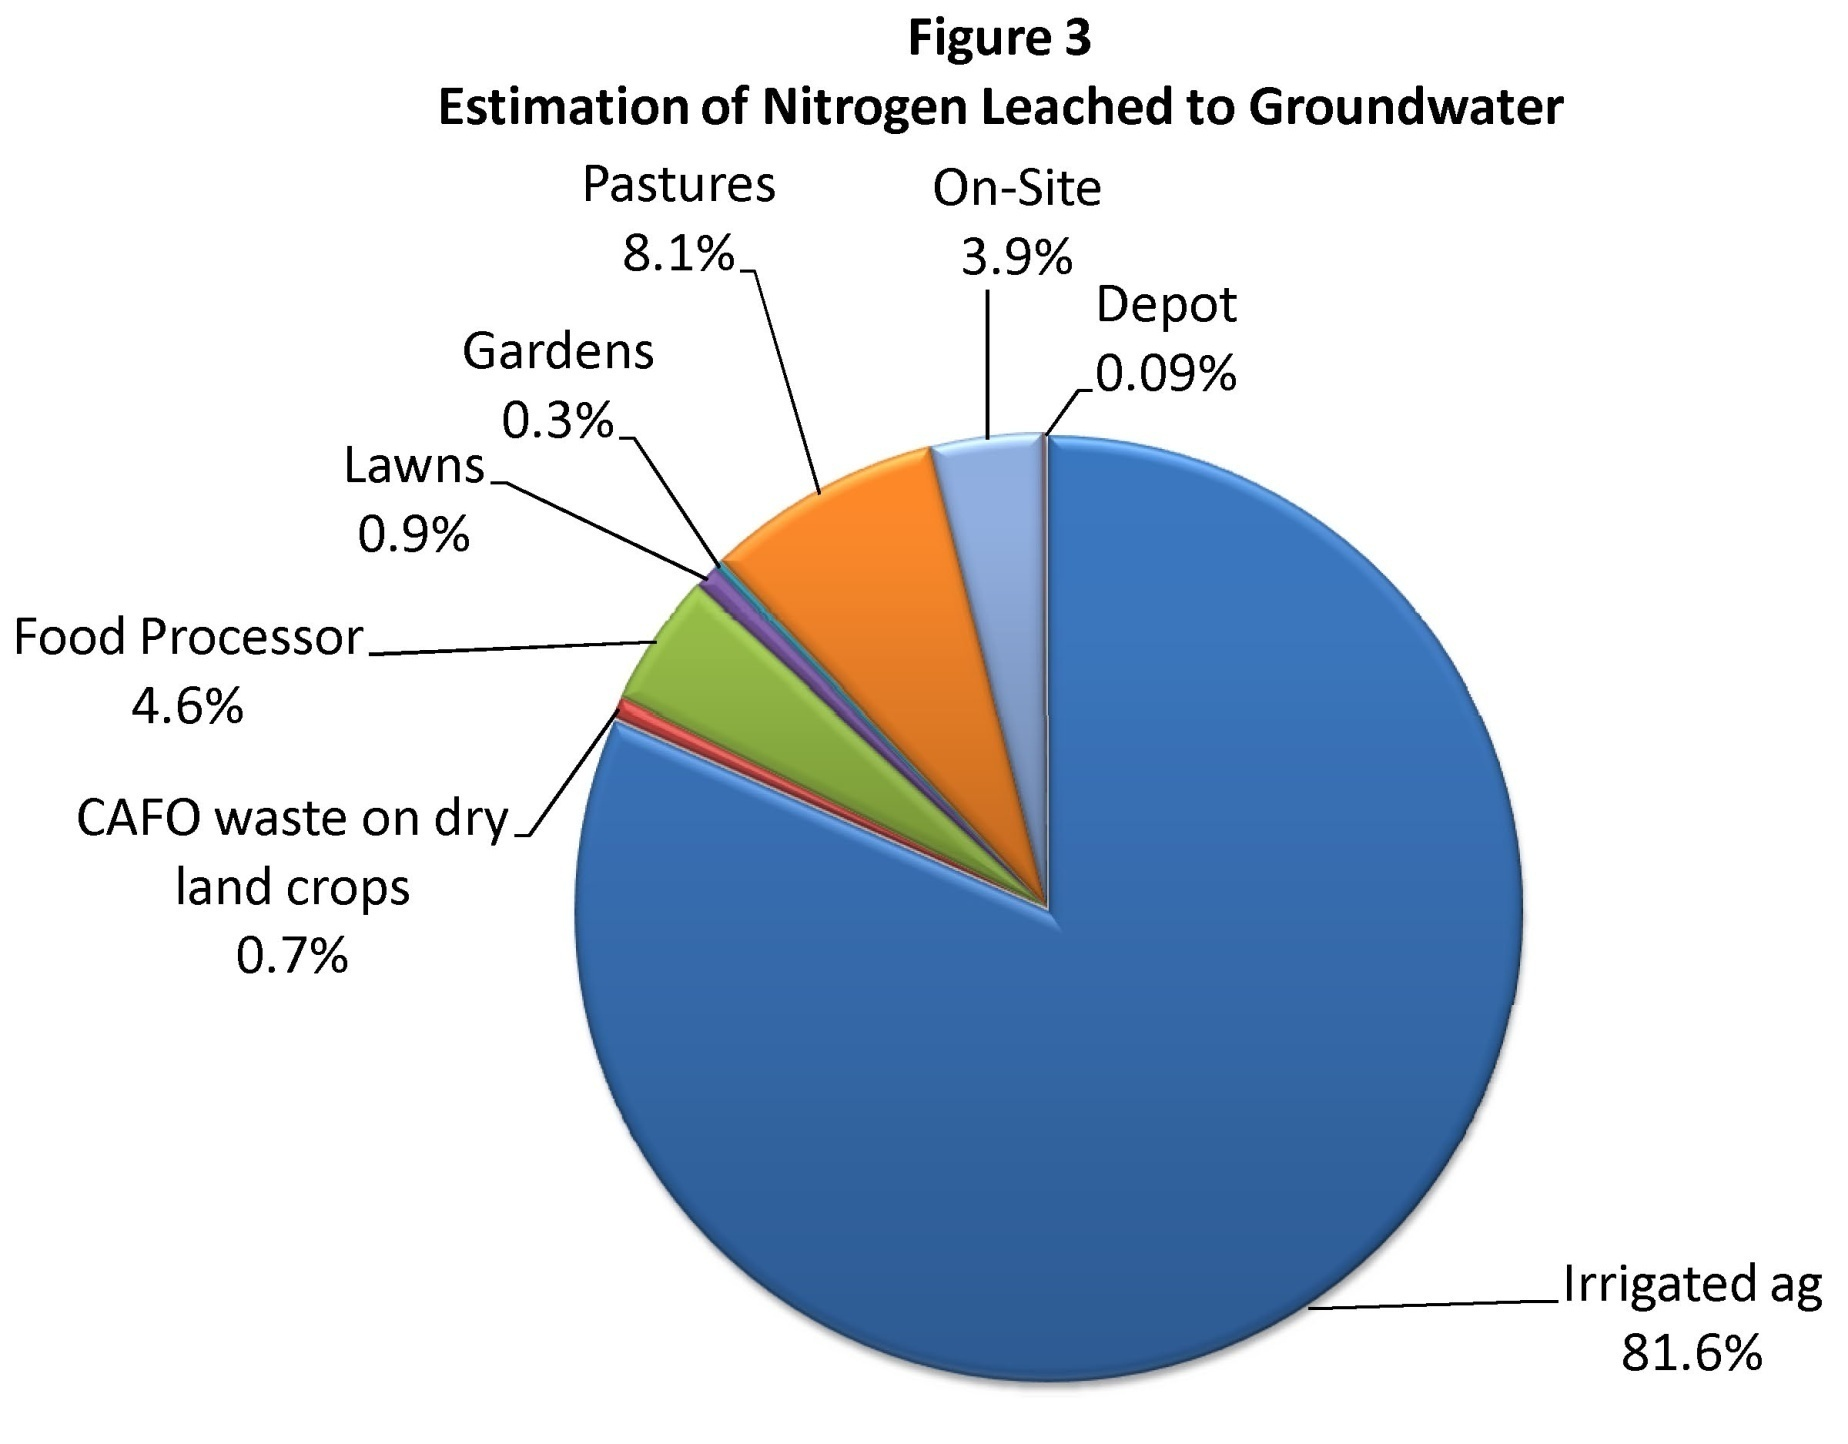 Figure 3
Estimation of Nitrogen Leached to Groundwater
Pastures
8.1%
On-Site
3.9%
Depot
0.09%
Gardens
0.3%
Lawns
0.9%
Food Processor
4.6%
CAFO waste on dry
land crops
0.7%
Irrigated ag
81.6%